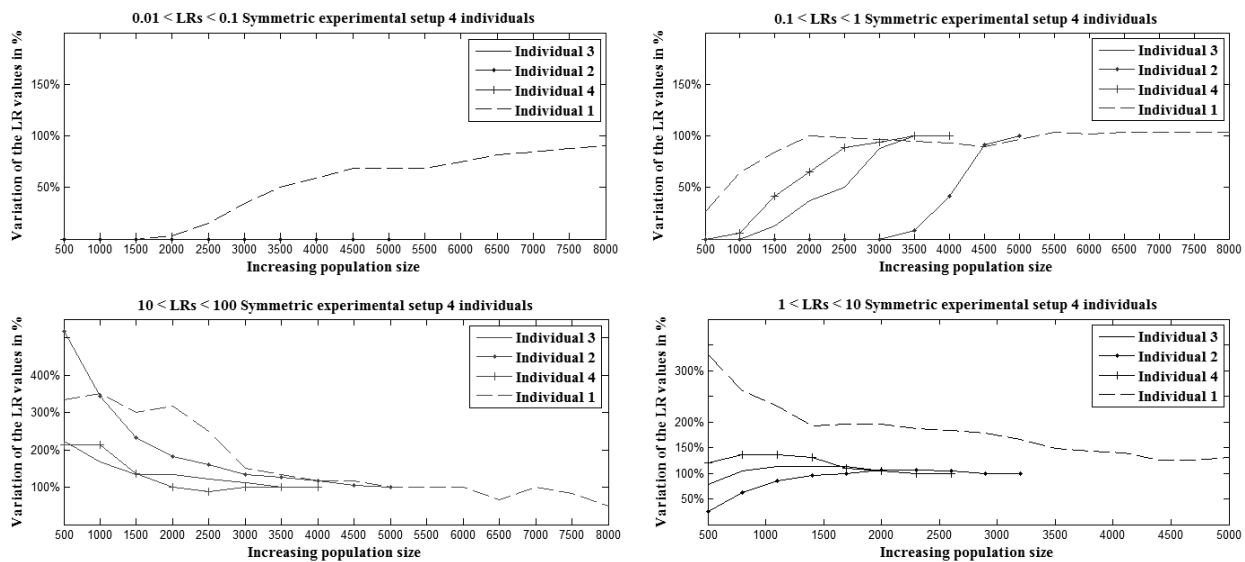 0.01 < LRs < 0.1 Symmetric experimental setup 4 individuals
Variation of the LR values in %
150%
100%
50%
Individual 3
Individual 2
Individual 4
Individual 1
500 1000 1500 2000 2500 3000 3500 4000 4500 5000 5500 6000 6500 7000 7500 8000
Increasing population size
0.1 < LRs < 1 Symmetric experimental setup 4 individuals
Variation of the LR values in %
150%
100%
50%
Individual 3
Individual 2
Individual 4
Individual 1
500 1000 1500 2000 2500 3000 3500 4000 4500 5000 5500 6000 6500 7000 7500 8000
Increasing population size
10 < LRs < 100 Symmetric experimental setup 4 individuals
Variation of the LR values in %
400%
300%
200%
100%
Individual 3
Individual 2
Individual 4
Individual 1
500 1000 1500 2000 2500 3000 3500 4000 4500 5000 5500 6000 6500 7000 7500 8000
Increasing population size
1 < LRs < 10 Symmetric experimental setup 4 individuals
Variation of the LR values in %
300%
200%
150%
100%
50%
Individual 3
Individual 2
Individual 4
Individual 1
500 1000 1500 2000 2500 3000 3500 4000 4500 5000
Increasing population size